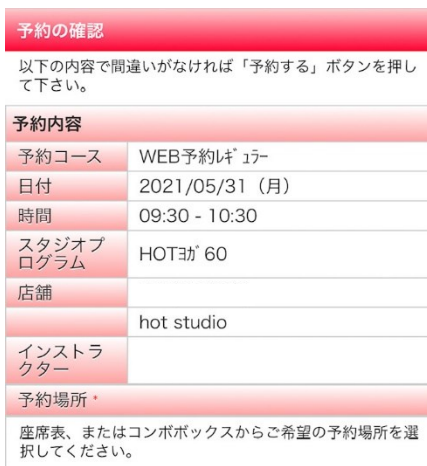 予約の確認
以下の内容で間違いがなければ「予約する」ボタンを押し
て下さい。
予約内容
予約コース WEB予約ﾚｷﾞｭﾗｰ
日付 2021/05/31（月）
時間 09:30 - 10:30
スタジオプ
ログラム HOTﾖｶﾞ60
店舗
hot studio
インストラ
クター
予約場所 *
座席表、またはコンボボックスからご希望の予約場所を選
択してください。